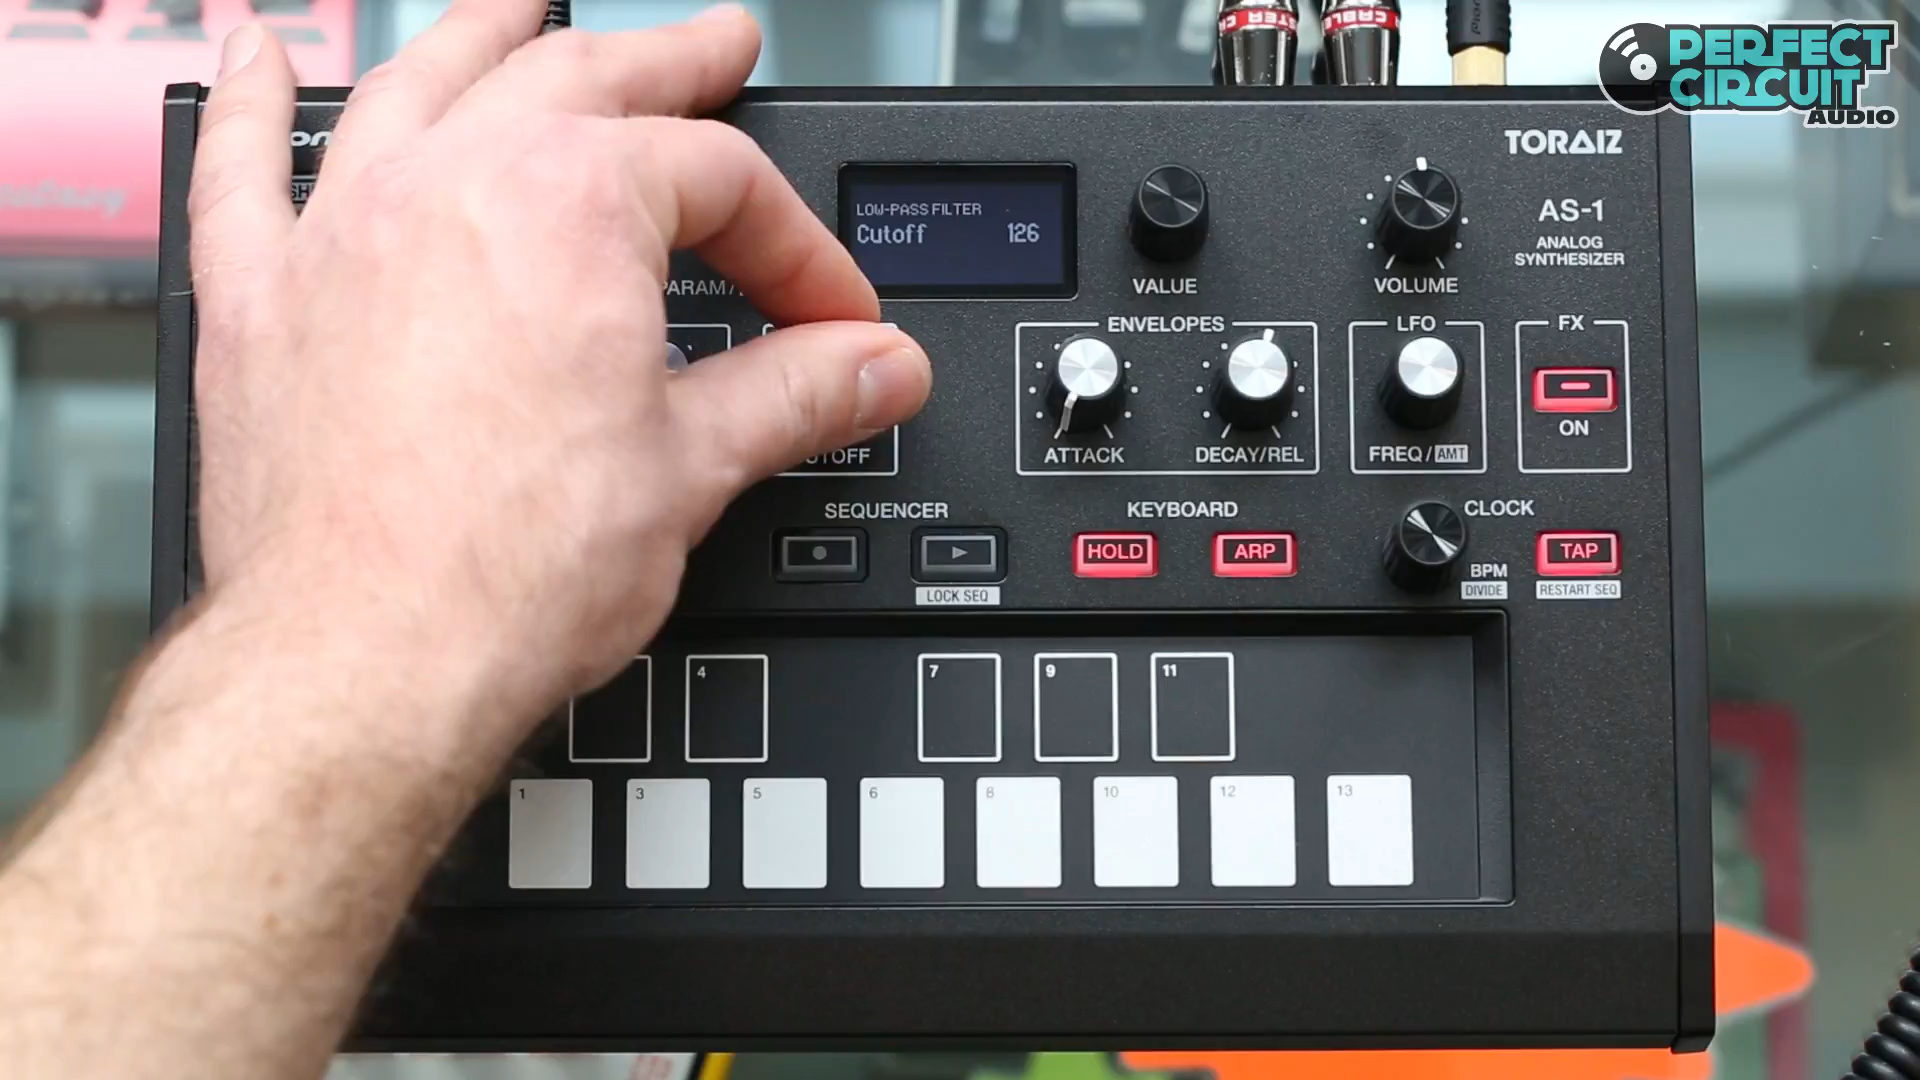 PERFECT
CIRCUIT
AUDIO
TORAIZ
AS-1
ANALOG
SYNTHESIZER
LOW-PASS FILTER
Cutoff 126
VALUE
VOLUME
PARAM/
ENVELOPES
LFO
FX
ATTACK
DECAY/REL
FREQ/AMT
ON
SEQUENCER
KEYBOARD
CLOCK
HOLD
ARP
TAP
BPM
DIVIDE
LOCK SEQ
RESTART SEQ
4
7
9
11
1
3
5
6
8
10
12
13